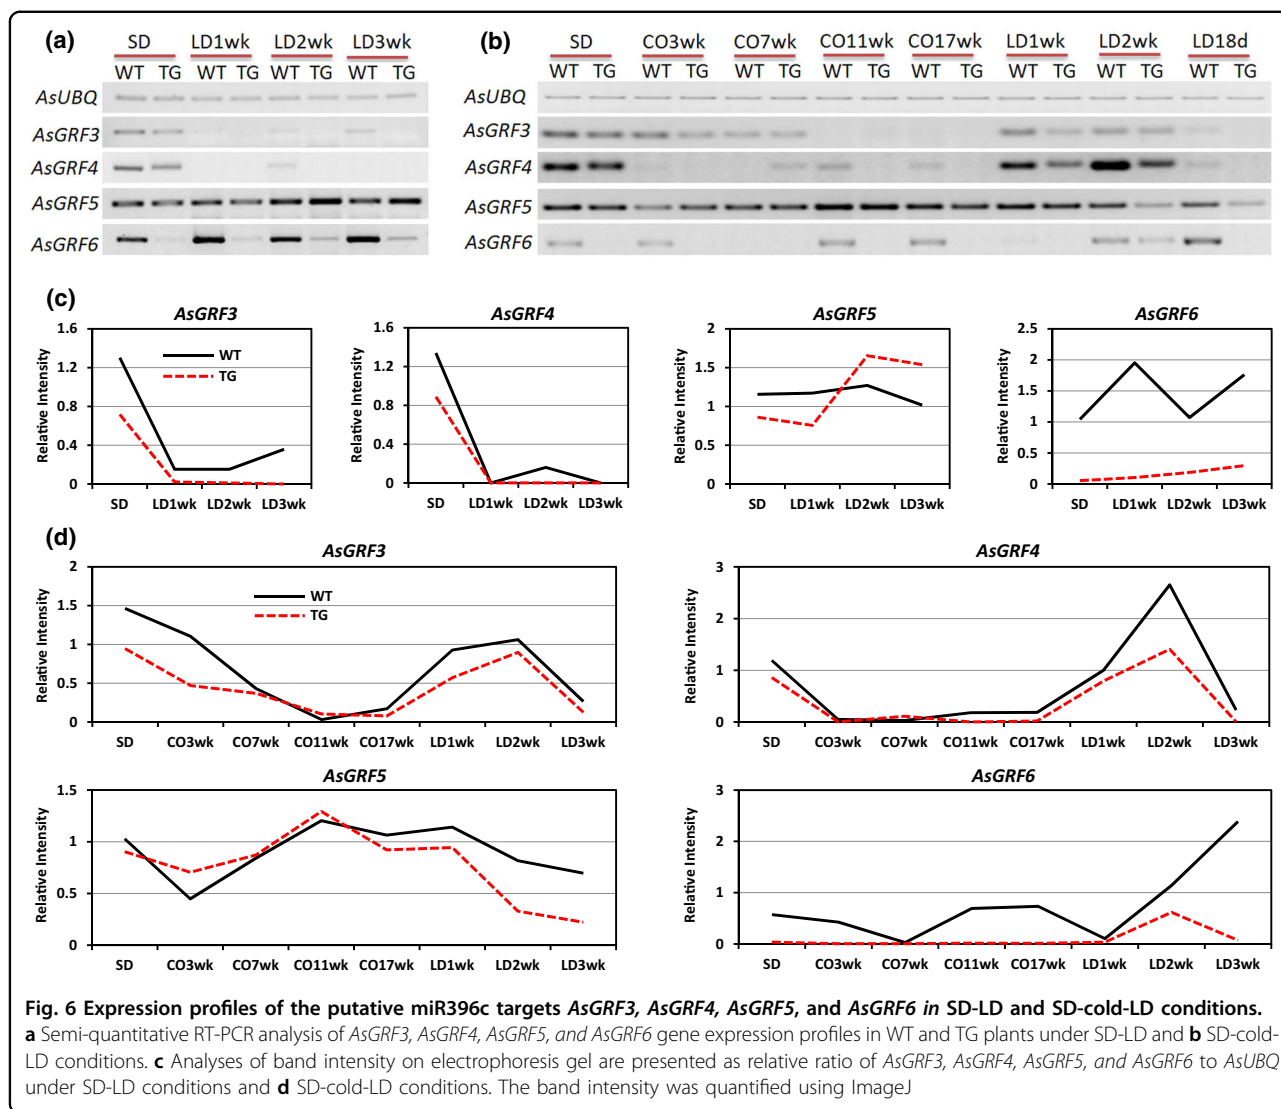 (a)
SD LD1wk LD2wk LD3wk
WT TG WT TG WT TG WT TG
AsUBQ
AsGRF3
AsGRF4
AsGRF5
AsGRF6
(b)
SD CO3wk CO7wk CO11wk CO17wk LD1wk LD2wk LD18d
WT TG WT TG WT TG WT TG WT TG WT TG WT TG WT TG
AsUBQ
AsGRF3
AsGRF4
AsGRF5
AsGRF6
(c)
AsGRF3
Relative Intensity
1.6
1.2
0.8
0.4
0
WT
TG
SD LD1wk LD2wk LD3wk
AsGRF4
Relative Intensity
1.6
1.2
0.8
0.4
0
SD LD1wk LD2wk LD3wk
AsGRF5
Relative Intensity
2
1.5
1
0.5
0
SD LD1wk LD2wk LD3wk
AsGRF6
Relative Intensity
2.5
2
1.5
1
0.5
0
SD LD1wk LD2wk LD3wk
(d)
AsGRF3
Relative Intensity
2
1.5
1
0.5
0
WT
TG
SD CO3wk CO7wk CO11wk CO17wk LD1wk LD2wk LD3wk
AsGRF4
Relative Intensity
3
2
1
0
SD CO3wk CO7wk CO11wk CO17wk LD1wk LD2wk LD3wk
AsGRF5
Relative Intensity
1.5
1
0.5
0
SD CO3wk CO7wk CO11wk CO17wk LD1wk LD2wk LD3wk
AsGRF6
Relative Intensity
3
2
1
0
SD CO3wk CO7wk CO11wk CO17wk LD1wk LD2wk LD3wk
Fig. 6 Expression profiles of the putative miR396c targets AsGRF3, AsGRF4, AsGRF5, and AsGRF6 in SD-LD and SD-cold-LD conditions.
a Semi-quantitative RT-PCR analysis of AsGRF3, AsGRF4, AsGRF5, and AsGRF6 gene expression profiles in WT and TG plants under SD-LD and b SD-cold-
LD conditions. c Analyses of band intensity on electrophoresis gel are presented as relative ratio of AsGRF3, AsGRF4, AsGRF5, and AsGRF6 to AsUBQ
under SD-LD conditions and d SD-cold-LD conditions. The band intensity was quantified using ImageJ